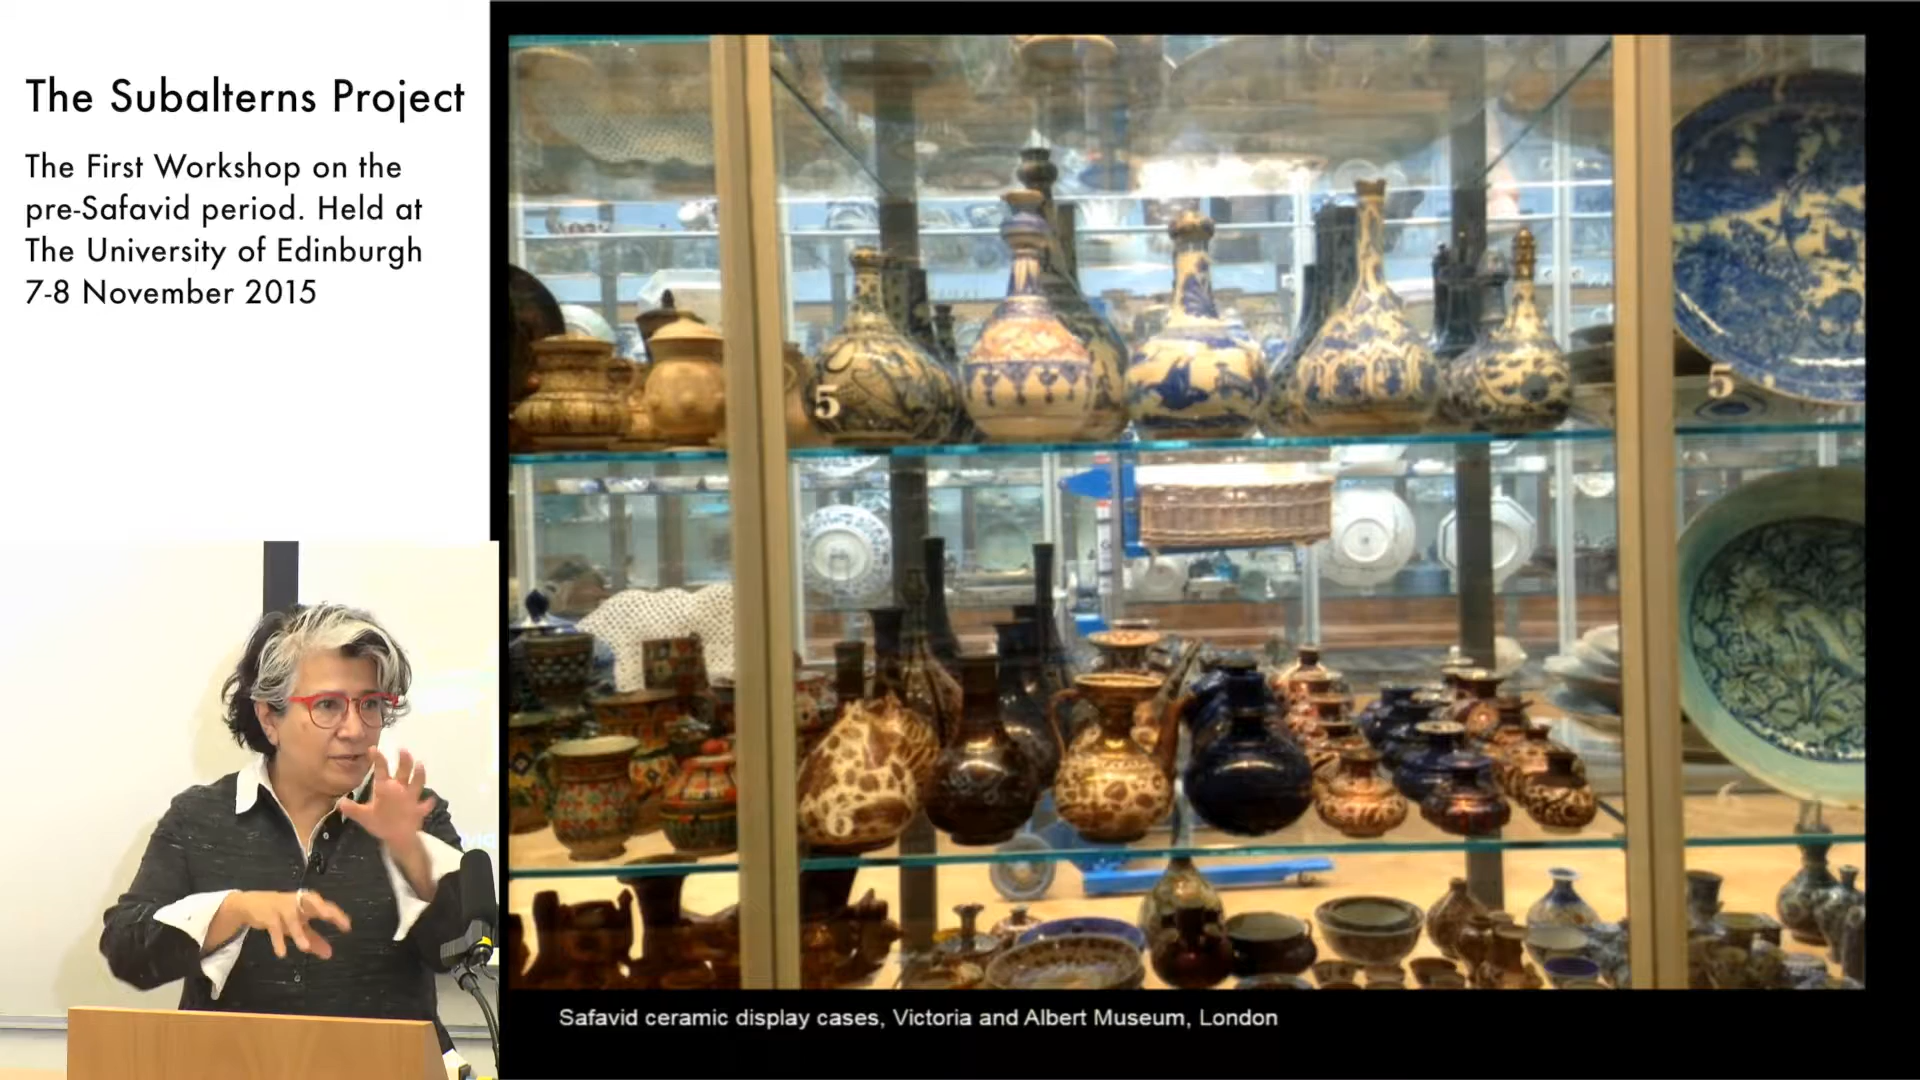 The Subalterns Project
The First Workshop on the
pre-Safavid period. Held at
The University of Edinburgh
7-8 November 2015
5
5
6
Safavid ceramic display cases, Victoria and Albert Museum, London